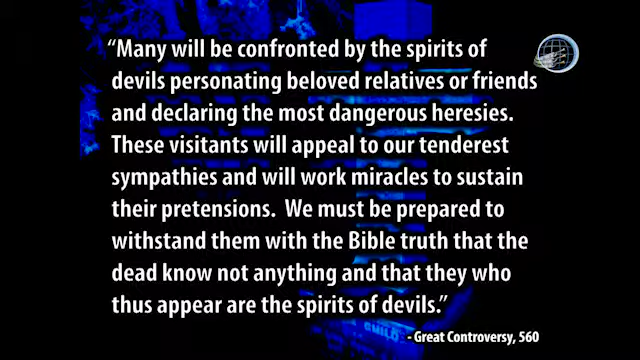 “Many will be confronted by the spirits of
devils personating beloved relatives or friends
and declaring the most dangerous heresies.
These visitants will appeal to our tenderest
sympathies and will work miracles to sustain
their pretensions.  We must be prepared to
withstand them with the Bible truth that the
dead know not anything and that they who
thus appear are the spirits of devils.”
- Great Controversy, 560